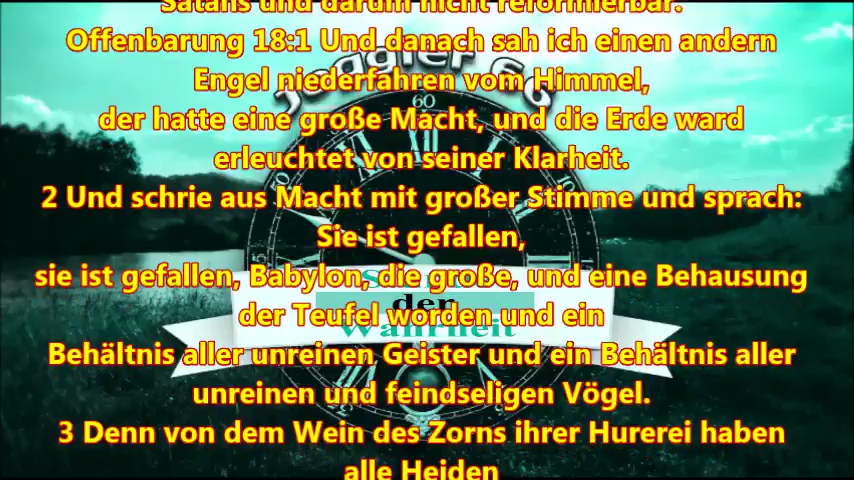 Satans und darum nicht reformierbar.
Offenbarung 18:1 Und danach sah ich einen andern
Engel niederfahren vom Himmel,
der hatte eine große Macht, und die Erde ward
erleuchtet von seiner Klarheit.
2 Und schrie aus Macht mit großer Stimme und sprach:
Sie ist gefallen,
sie ist gefallen, Babylon, die große, und eine Behausung
der Teufel worden und ein
Behältnis aller unreinen Geister und ein Behältnis aller
unreinen und feindseligen Vögel.
3 Denn von dem Wein des Zorns ihrer Hurerei haben
alle Heiden
60
der
Wahrheit